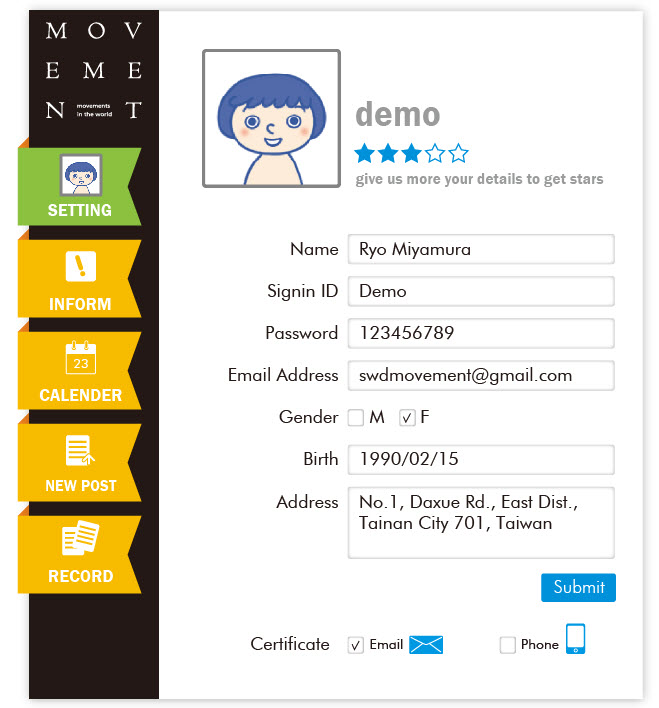 M O V
E M E
N movements in the world T
SETTING
INFORM
23
CALENDER
NEW POST
RECORD
demo
give us more your details to get stars
Name Ryo Miyamura
Signin ID Demo
Password 123456789
Email Address swdmovement@gmail.com
Gender M F
Birth 1990/02/15
Address No.1, Daxue Rd., East Dist.,
Tainan City 701, Taiwan
Submit
Certificate Email Phone